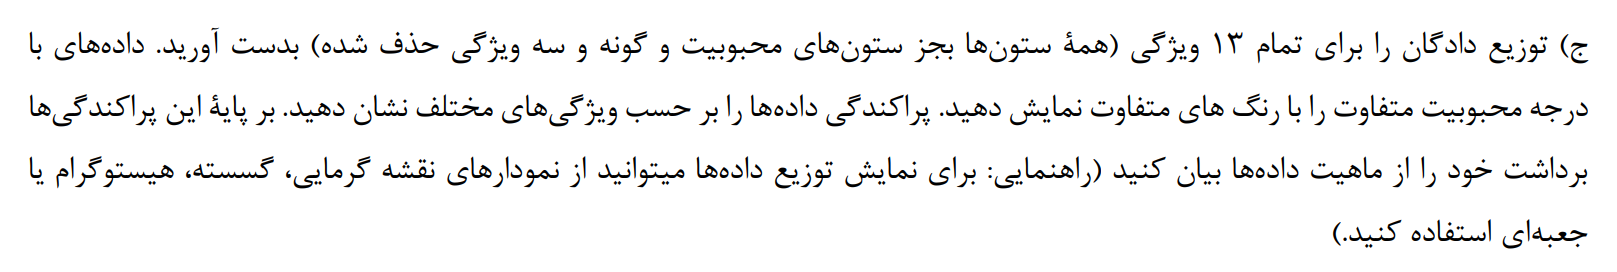 ج) توزیع دادگان را برای تمام ۱۳ ویژگی (همهٔ ستون‌ها بجز ستون‌های محبوبیت و گونه و سه ویژگی حذف شده) بدست آورید. داده‌های با
درجه محبوبیت متفاوت را با رنگ های متفاوت نمایش دهید. پراکندگی داده‌ها را بر حسب ویژگی‌های مختلف نشان دهید. بر پایهٔ این پراکندگی‌ها
برداشت خود را از ماهیت داده‌ها بیان کنید (راهنمایی: برای نمایش توزیع داده‌ها میتوانید از نمودارهای نقشه گرمایی، گسسته، هیستوگرام یا
جعبه‌ای استفاده کنید.)